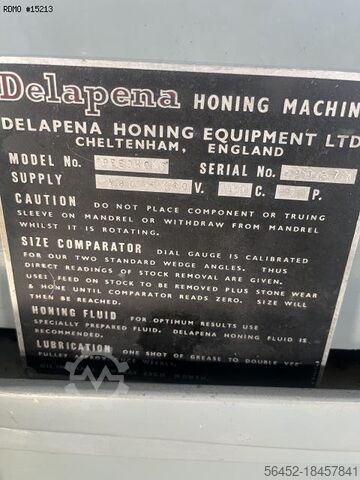 RDMO #15213
Delapena HONING MACHIN
DELAPENA HONING EQUIPMENT LTD
CHELTENHAM, ENGLAND
MODEL No. SERIAL No.
SUPPLY V. C. P.
CAUTION DO NOT PLACE COMPONENT OR TRUING
SLEEVE ON MANDREL OR WITHDRAW FROM MANDREL
WHILST IT IS ROTATING.
SIZE COMPARATOR DIAL GAUGE IS CALIBRATED
FOR OUR TWO STANDARD WEDGE ANGLES. THUS
DIRECT READINGS OF STOCK REMOVAL ARE GIVEN.
USES FEED ON STOCK TO BE REMOVED PLUS STONE WEAR
& HONE UNTIL COMPARATOR READS ZERO. SIZE WILL
THEN BE REACHED.
HONING FLUID FOR OPTIMUM RESULTS USE
SPECIALLY PREPARED FLUID. DELAPENA HONING FLUID IS
RECOMMENDED.
LUBRICATION ONE SHOT OF GREASE TO DOUBLE VEE
PULLEY WEEKLY.
56452-18457841